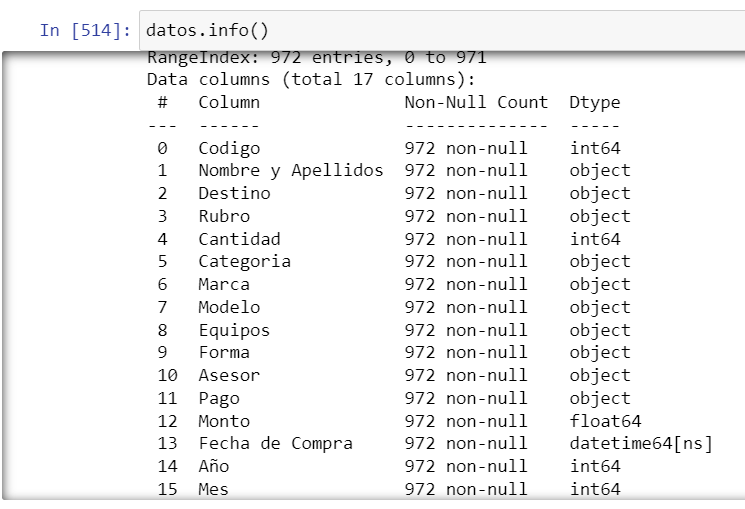 In [514]: datos.info()
RangeIndex: 972 entries, 0 to 971
Data columns (total 17 columns):
 #   Column              Non-Null Count  Dtype
---  ------              --------------  -----
 0   Codigo              972 non-null    int64
 1   Nombre y Apellidos  972 non-null    object
 2   Destino             972 non-null    object
 3   Rubro               972 non-null    object
 4   Cantidad            972 non-null    int64
 5   Categoria           972 non-null    object
 6   Marca               972 non-null    object
 7   Modelo              972 non-null    object
 8   Equipos             972 non-null    object
 9   Forma               972 non-null    object
 10  Asesor              972 non-null    object
 11  Pago                972 non-null    object
 12  Monto               972 non-null    float64
 13  Fecha de Compra     972 non-null    datetime64[ns]
 14  Año                 972 non-null    int64
 15  Mes                 972 non-null    int64